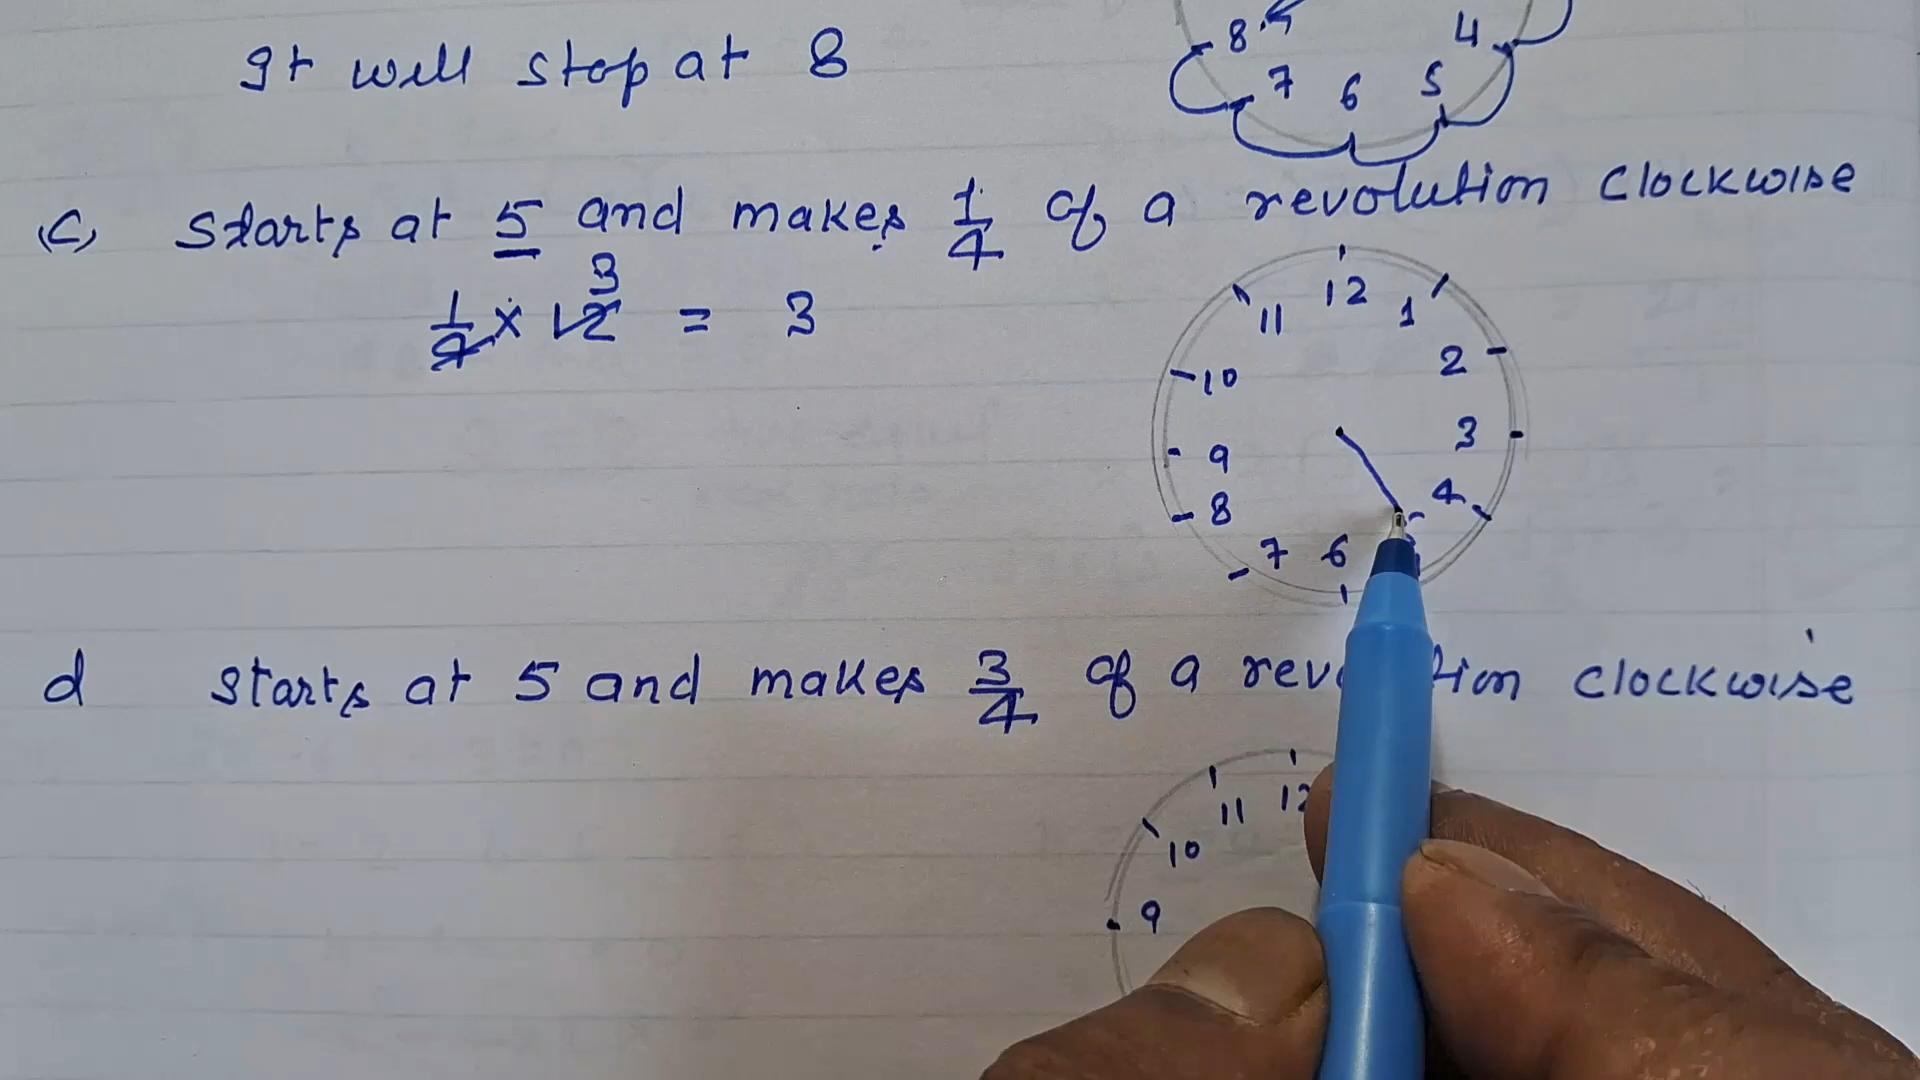 It will stop at 8
8 7 6 5 4
(c) starts at 5 and makes 1/4 of a revolution clockwise
1/4 × 12 = 3
3
12 1 2 3 4 6 7 8 9 10 11
d starts at 5 and makes 3/4 of a clockwise
12 11 10 9